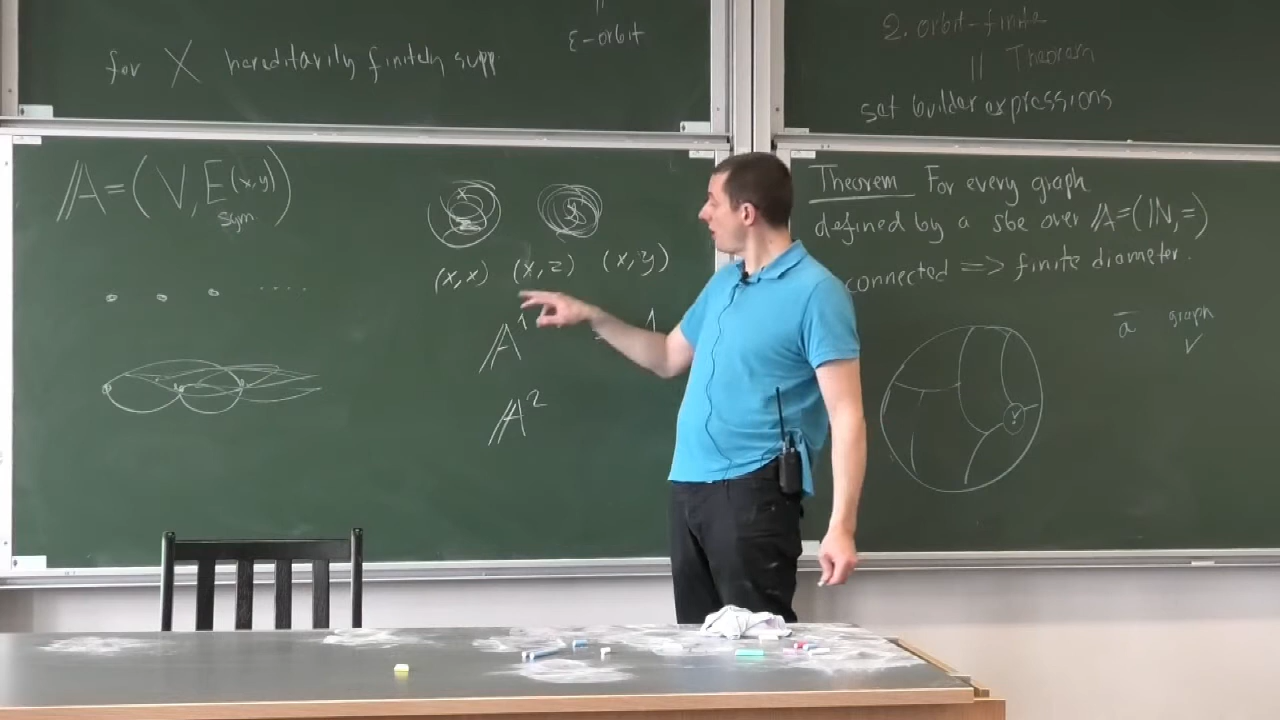 for X hereditarily finitely supp
||
ε-orbit
2. orbit-finite
|| Theorem
set builder expressions
𝔸=(V,E(x,y))
sym.
. . . ....
(x,x) (x,z) (x,y)
𝔸¹
𝔸²
Theorem For every graph
defined by a sbe over 𝔸=(ℕ,=)
connected => finite diameter.
a̅ graph
✓